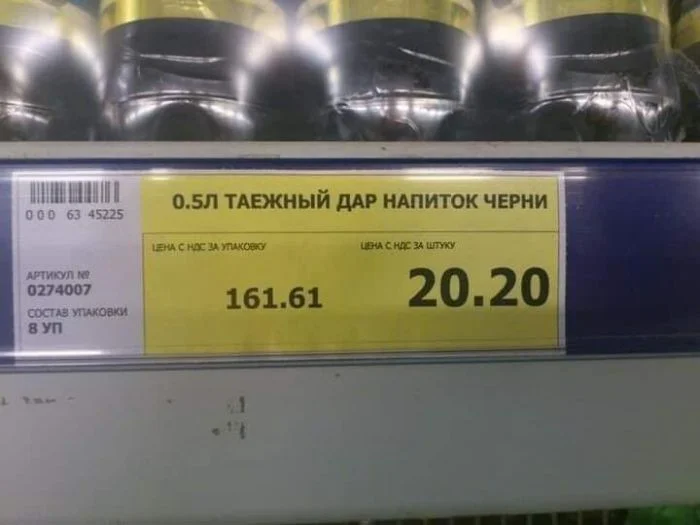 0.5Л ТАЕЖНЫЙ ДАР НАПИТОК ЧЕРНИ
000 63 45225
ЦЕНА С НДС ЗА УПАКОВКУ
ЦЕНА С НДС ЗА ШТУКУ
161.61
20.20
АРТИКУЛ №
0274007
СОСТАВ УПАКОВКИ
8 УП